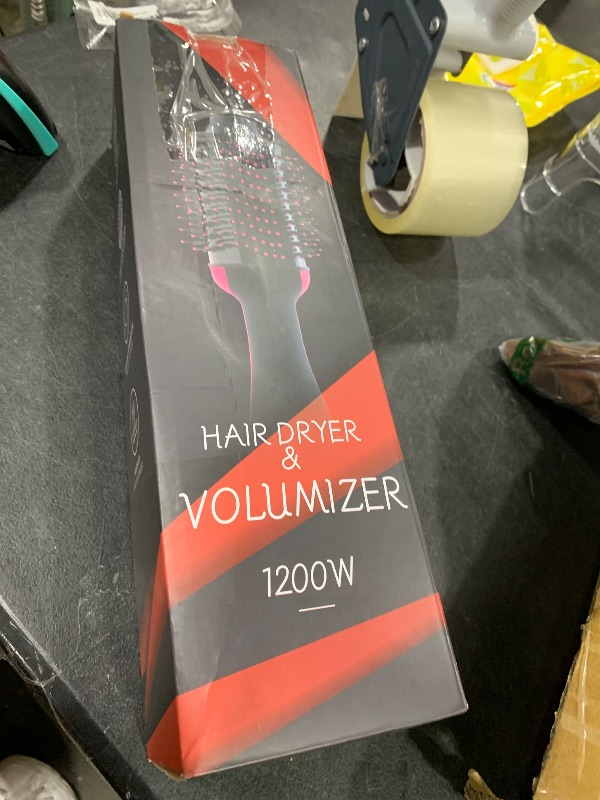 HAIR DRYER
&
VOLUMIZER
1200W